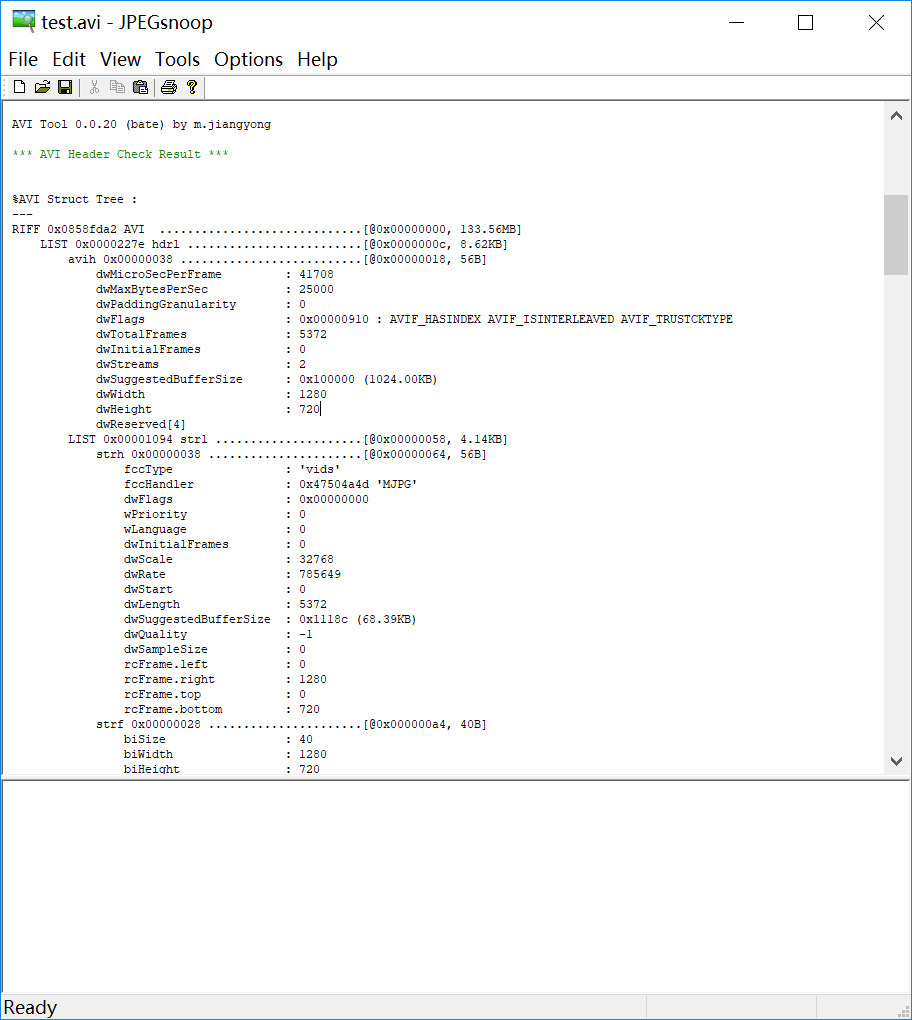 test.avi - JPEGsnoop
File Edit View Tools Options Help
AVI Tool 0.0.20 (bate) by m.jiangyong
*** AVI Header Check Result ***
%AVI Struct Tree :
---
RIFF 0x0858fda2 AVI .............................[@0x00000000, 133.56MB]
LIST 0x0000227e hdrl .........................[@0x0000000c, 8.62KB]
avih 0x00000038 ..........................[@0x00000018, 56B]
dwMicroSecPerFrame : 41708
dwMaxBytesPerSec : 25000
dwPaddingGranularity : 0
dwFlags : 0x00000910 : AVIF_HASINDEX AVIF_ISINTERLEAVED AVIF_TRUSTCKTYPE
dwTotalFrames : 5372
dwInitialFrames : 0
dwStreams : 2
dwSuggestedBufferSize : 0x100000 (1024.00KB)
dwWidth : 1280
dwHeight : 720
dwReserved[4]
LIST 0x00001094 strl .....................[@0x00000058, 4.14KB]
strh 0x00000038 ......................[@0x00000064, 56B]
fccType : 'vids'
fccHandler : 0x47504a4d 'MJPG'
dwFlags : 0x00000000
wPriority : 0
wLanguage : 0
dwInitialFrames : 0
dwScale : 32768
dwRate : 785649
dwStart : 0
dwLength : 5372
dwSuggestedBufferSize : 0x1118c (68.39KB)
dwQuality : -1
dwSampleSize : 0
rcFrame.left : 0
rcFrame.right : 1280
rcFrame.top : 0
rcFrame.bottom : 720
strf 0x00000028 ......................[@0x000000a4, 40B]
biSize : 40
biWidth : 1280
biHeight : 720
Ready